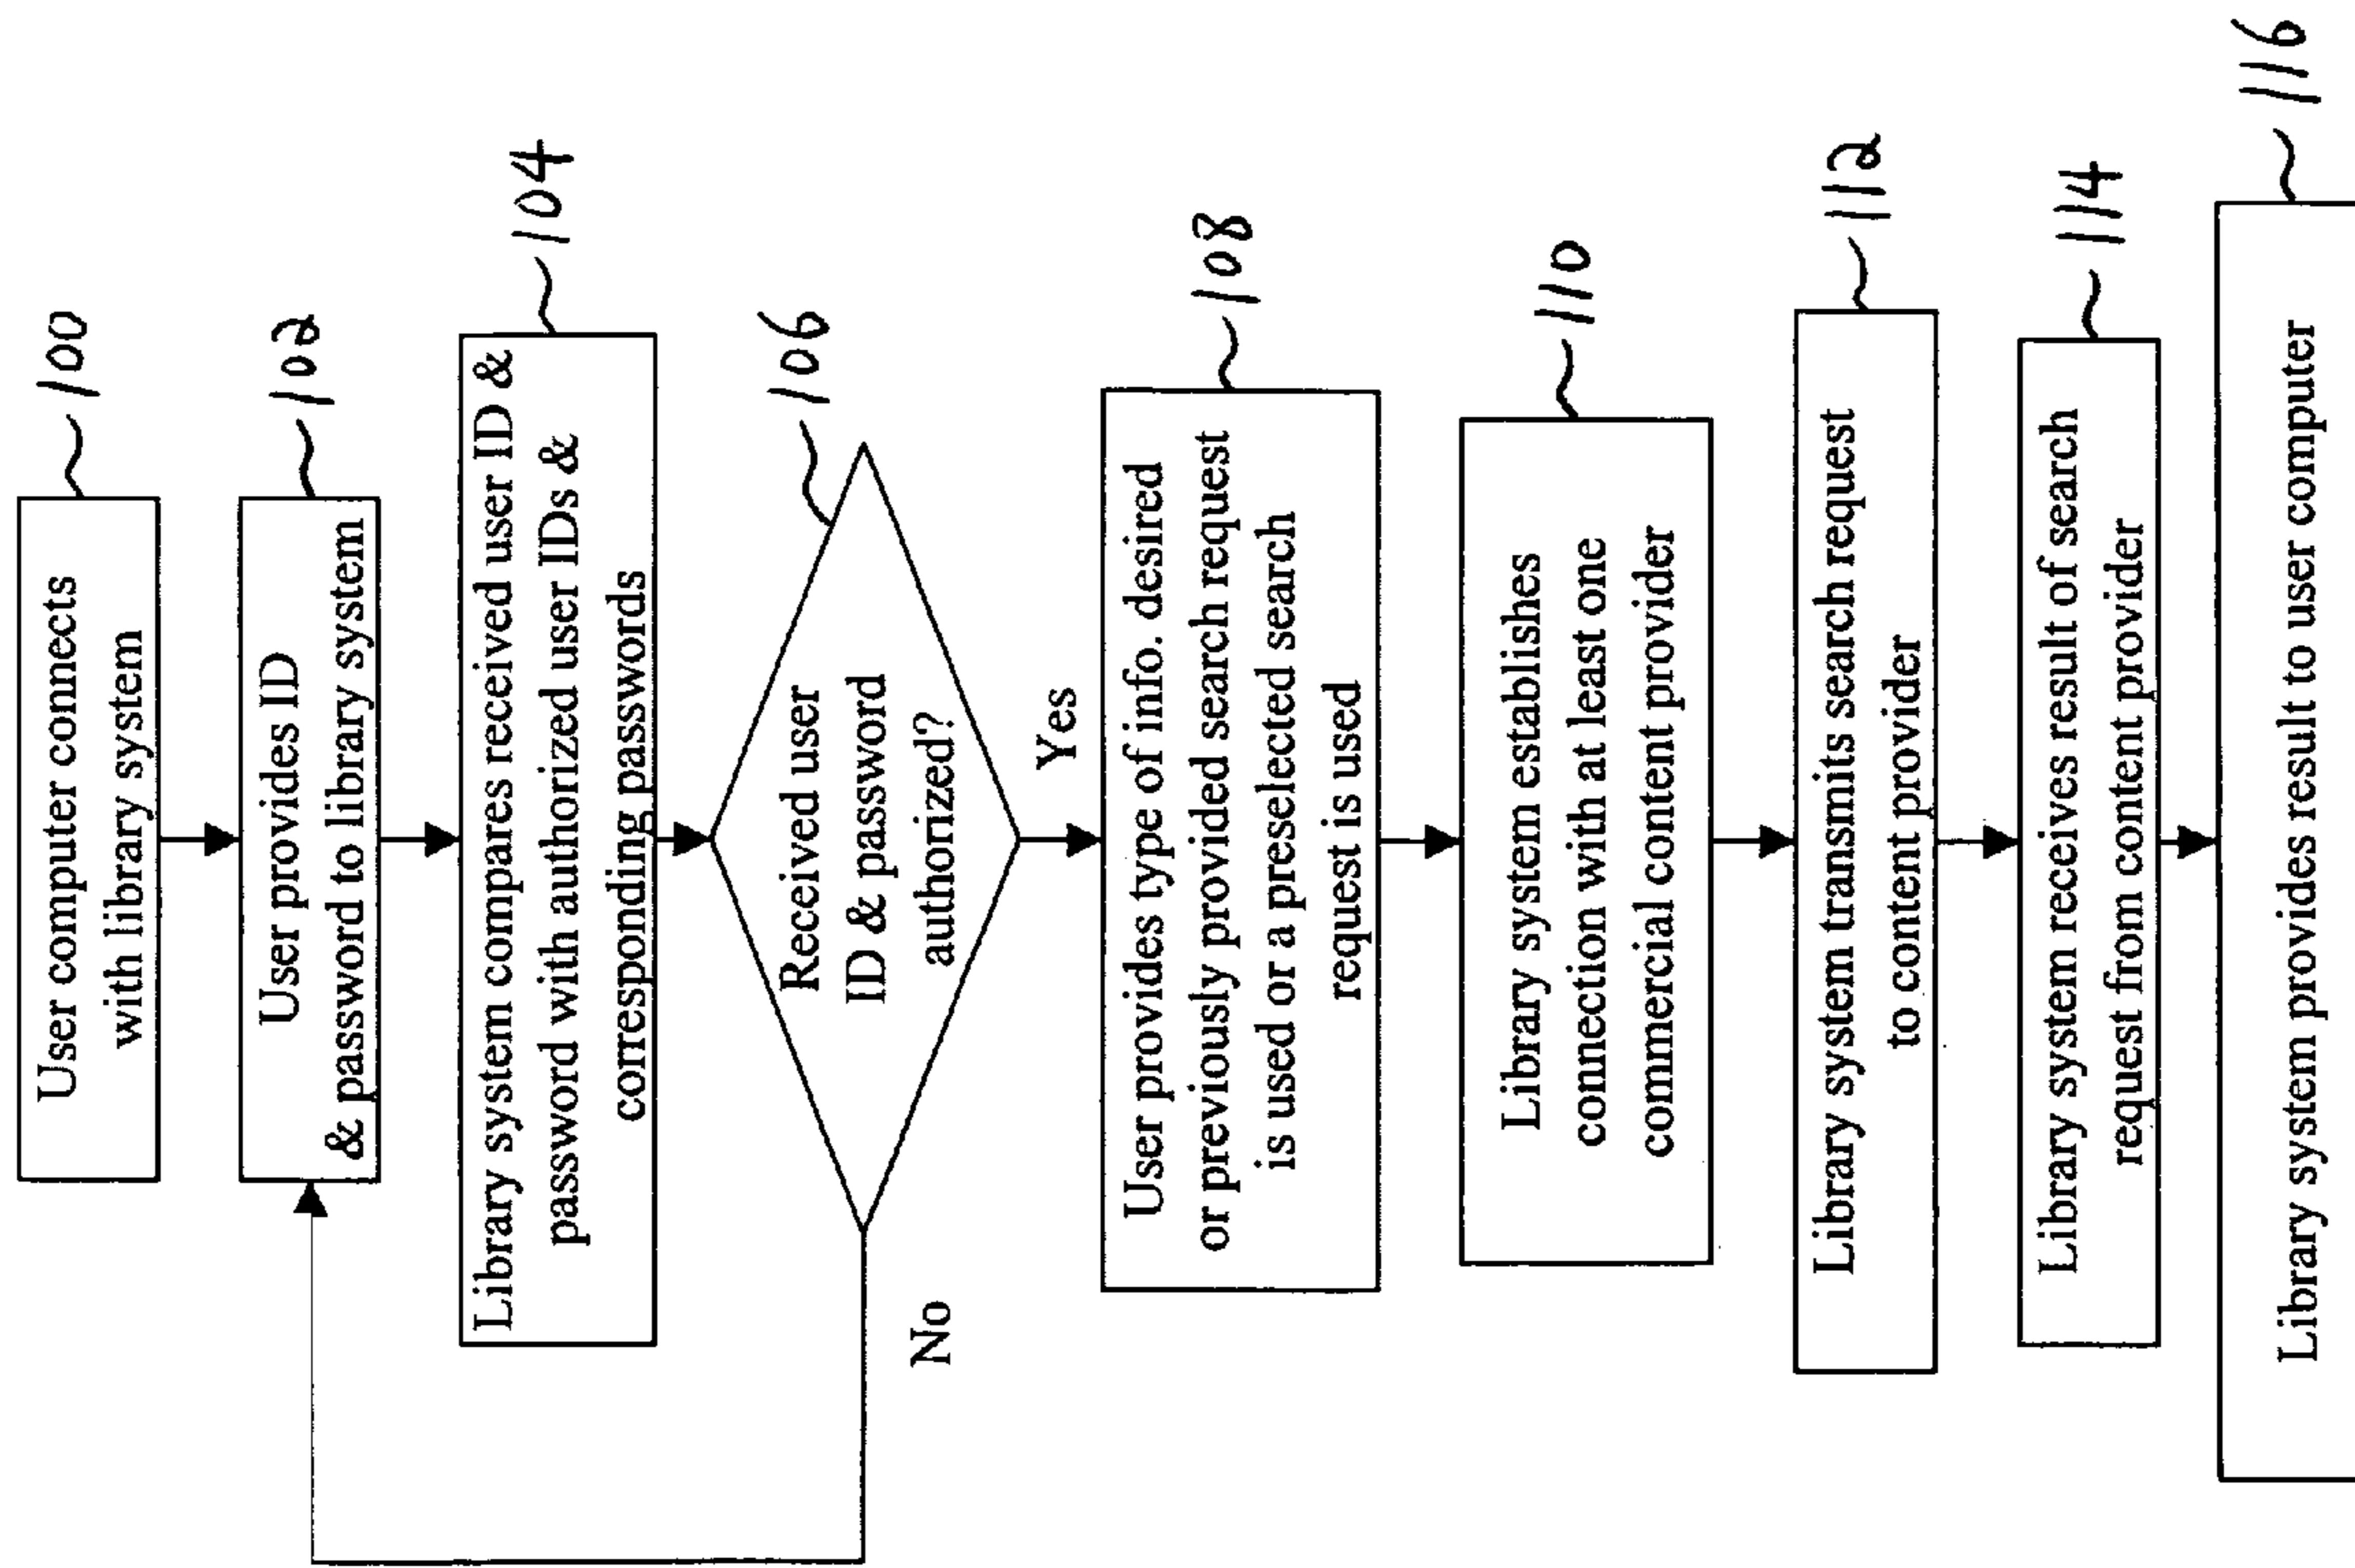 User computer connects
with library system
100
User provides ID
& password to library system
102
Library system compares received user ID &
password with authorized user IDs &
corresponding passwords
104
Received user
ID & password
authorized?
106
No
Yes
User provides type of info. desired
or previously provided search request
is used or a preselected search
request is used
108
Library system establishes
connection with at least one
commercial content provider
110
Library system transmits search request
to content provider
112
Library system receives result of search
request from content provider
114
Library system provides result to user computer
116